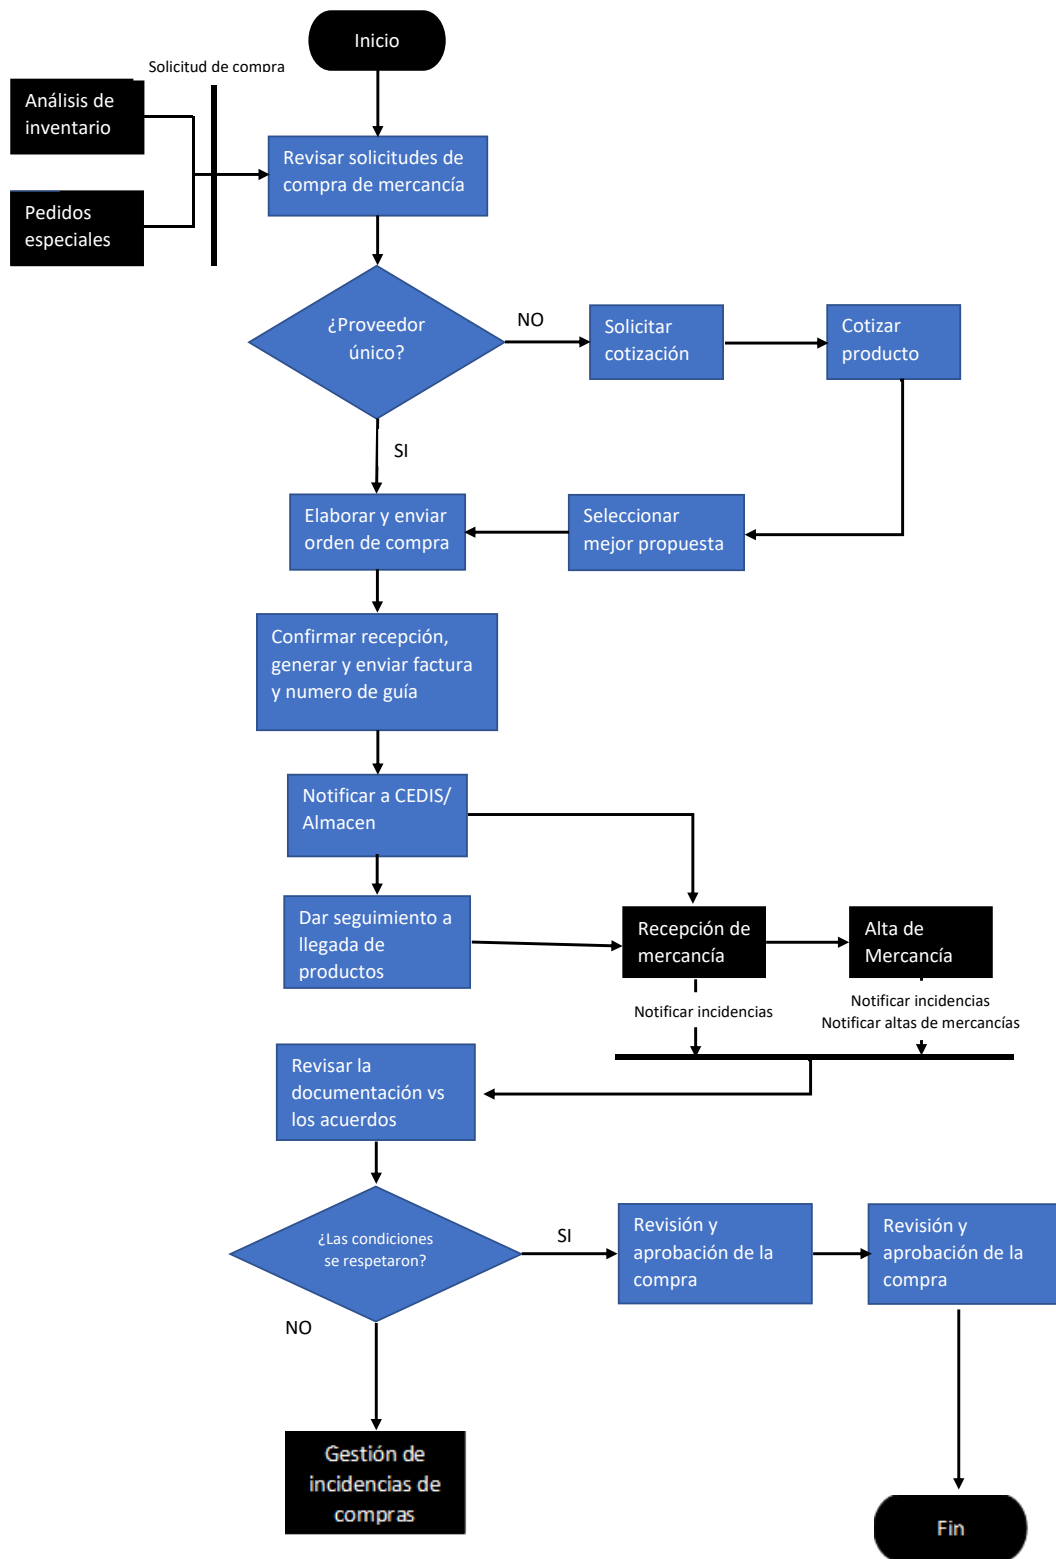 Inicio
Solicitud de compra
Análisis de
inventario
Revisar solicitudes de
compra de mercancía
Pedidos
especiales
¿Proveedor
único?
NO
Solicitar
cotización
Cotizar
producto
SI
Elaborar y enviar
orden de compra
Seleccionar
mejor propuesta
Confirmar recepción,
generar y enviar factura
y numero de guía
Notificar a CEDIS/
Almacen
Dar seguimiento a
llegada de
productos
Recepción de
mercancía
Alta de
Mercancía
Notificar incidencias
Notificar incidencias
Notificar altas de mercancías
Revisar la
documentación vs
los acuerdos
¿Las condiciones
se respetaron?
SI
Revisión y
aprobación de la
compra
Revisión y
aprobación de la
compra
NO
Gestión de
incidencias de
compras
Fin